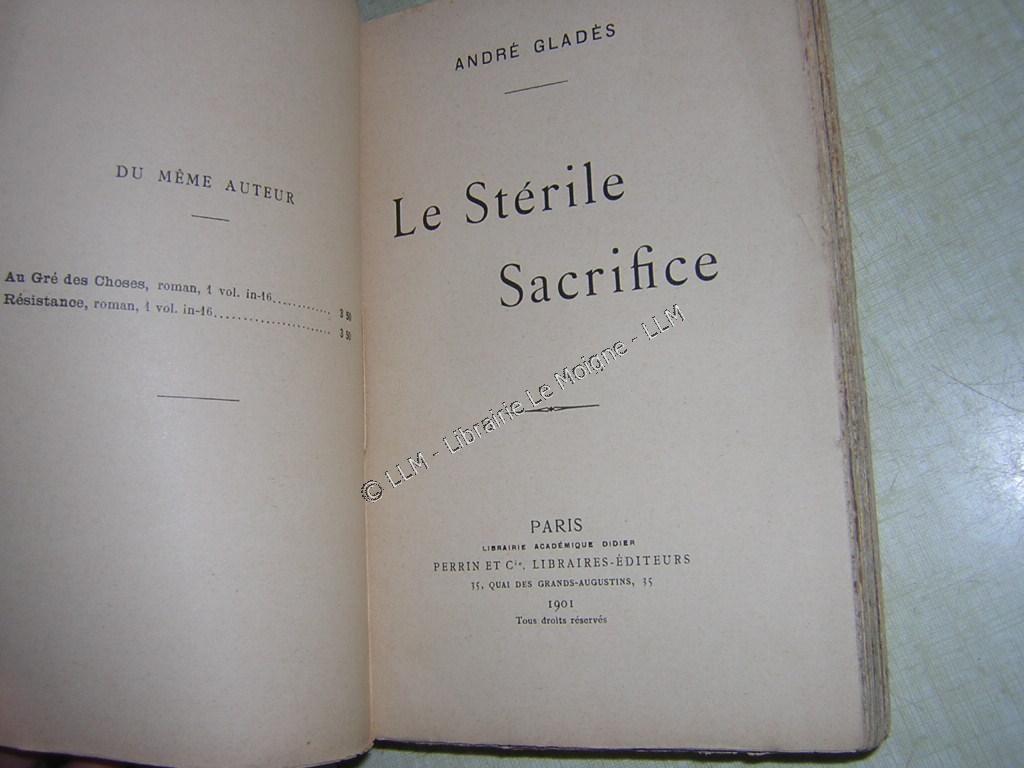 DU MÊME AUTEUR
Au Gré des Choses, roman, 1 vol. in-16.............. 3 50
Résistance, roman, 1 vol. in-16..................... 3 50
ANDRÉ GLADÈS
Le Stérile
Sacrifice
© LLM - Librairie Le Moigne - LLM
PARIS
LIBRAIRIE ACADÉMIQUE DIDIER
PERRIN ET Cie, LIBRAIRES-ÉDITEURS
35, QUAI DES GRANDS-AUGUSTINS, 35
1901
Tous droits réservés